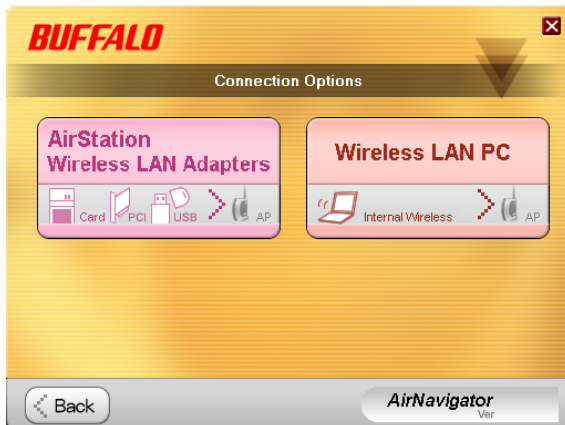 BUFFALO
Connection Options
AirStation
Wireless LAN Adapters
Card PCI USB AP
Wireless LAN PC
Internal Wireless AP
Back
AirNavigator
Ver